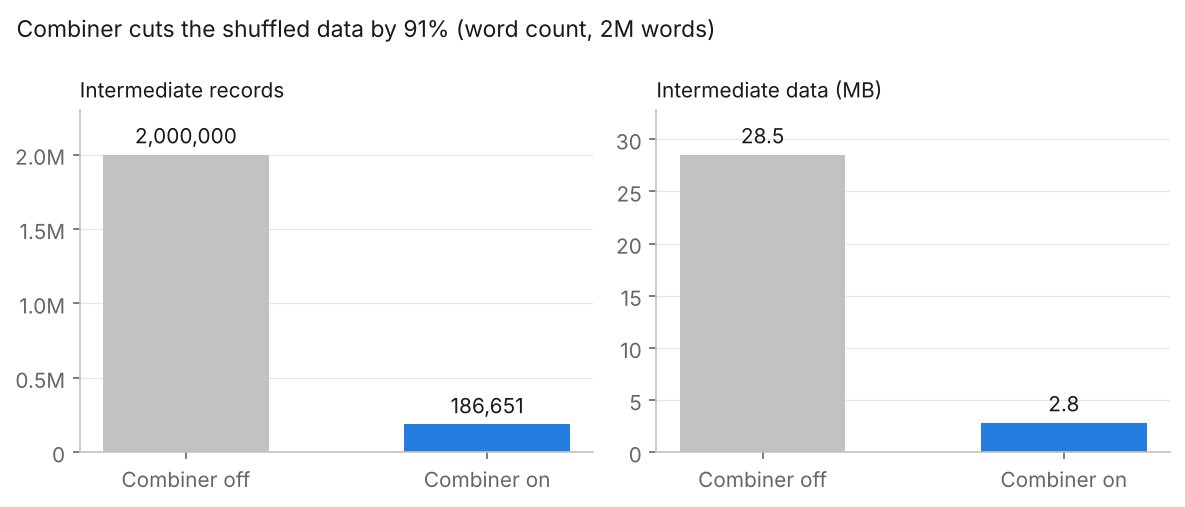 Combiner cuts the shuffled data by 91% (word count, 2M words)
Intermediate records
2,000,000
2.0M
1.5M
1.0M
0.5M
0
186,651
Combiner off
Combiner on
Intermediate data (MB)
28.5
30
25
20
15
10
5
0
2.8
Combiner off
Combiner on